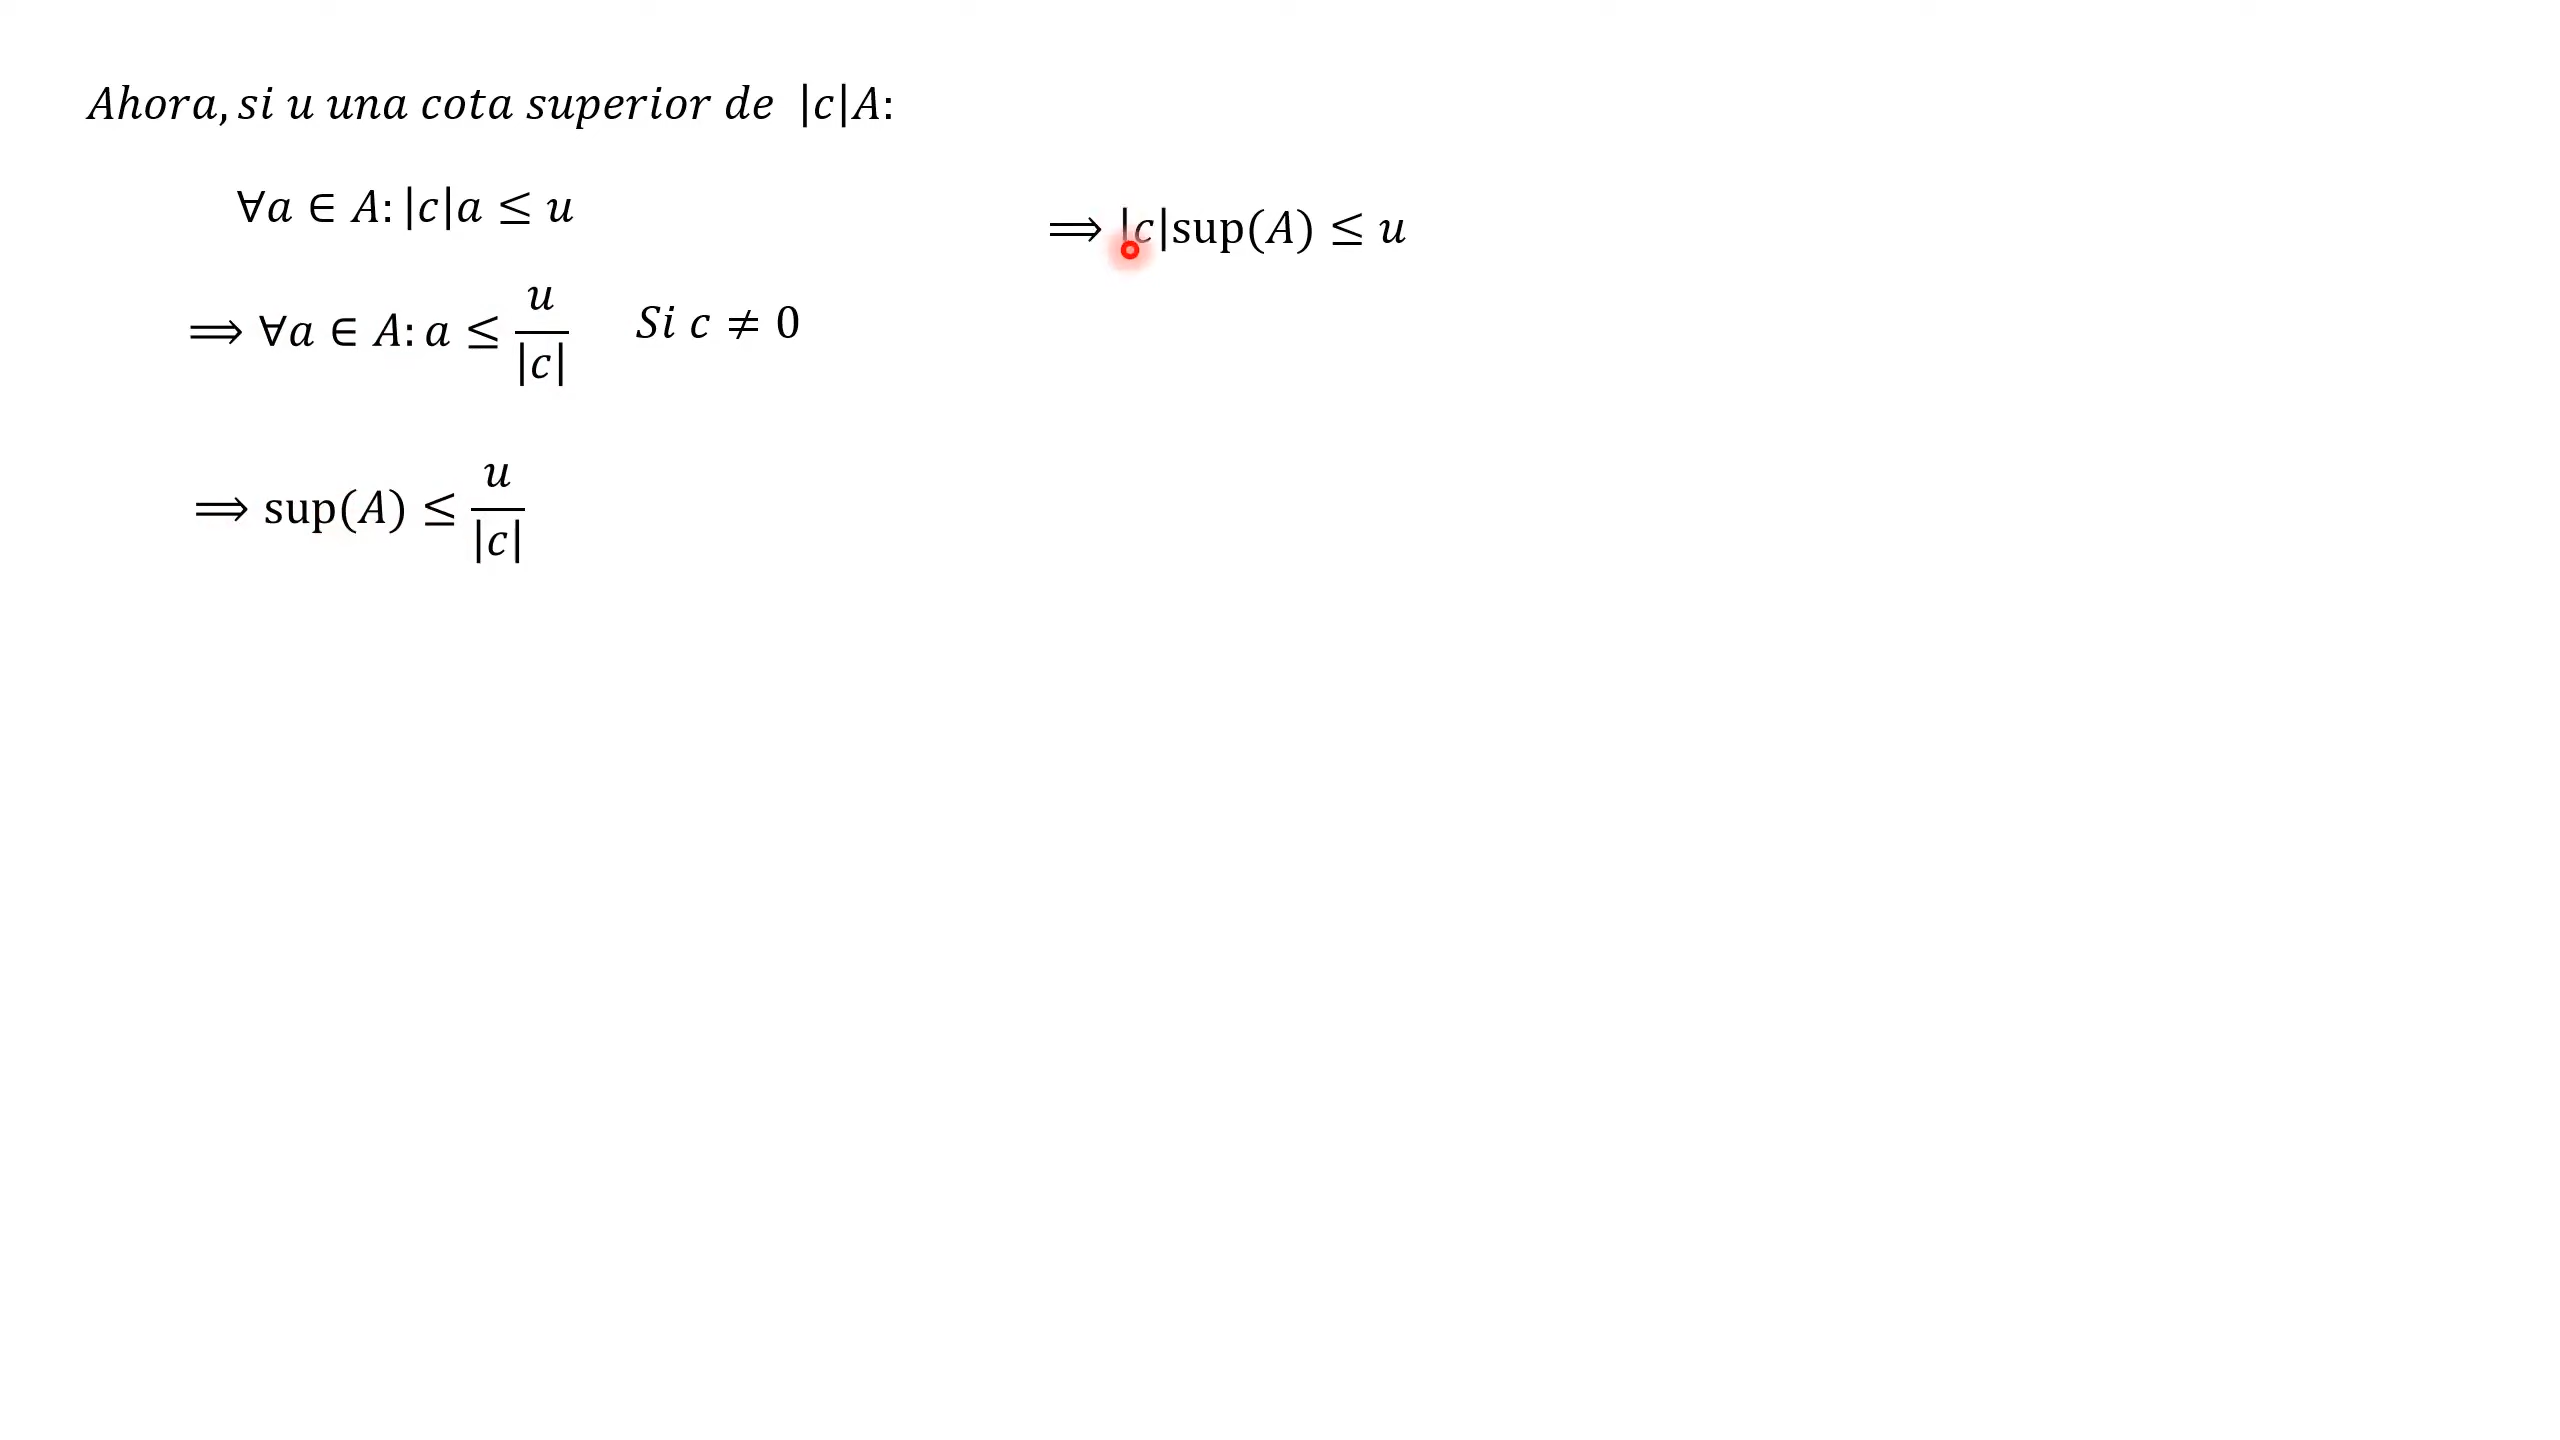 Ahora, si u una cota superior de |c|A:
∀a ∈ A: |c|a ≤ u
⟹ ∀a ∈ A: a ≤ u/|c| Si c ≠ 0
⟹ sup(A) ≤ u/|c|
⟹ |c|sup(A) ≤ u